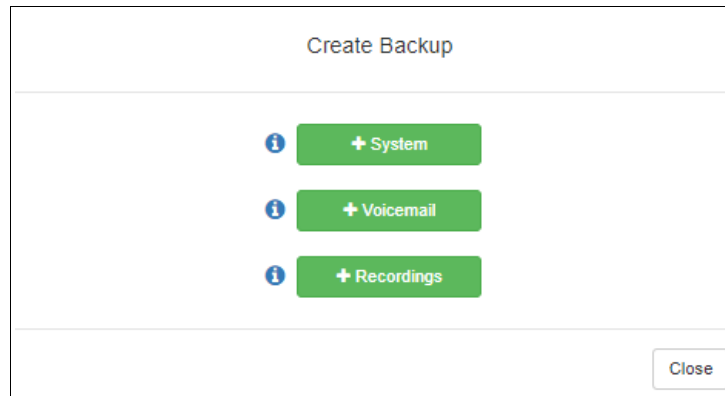 Create Backup
+ System
+ Voicemail
+ Recordings
Close